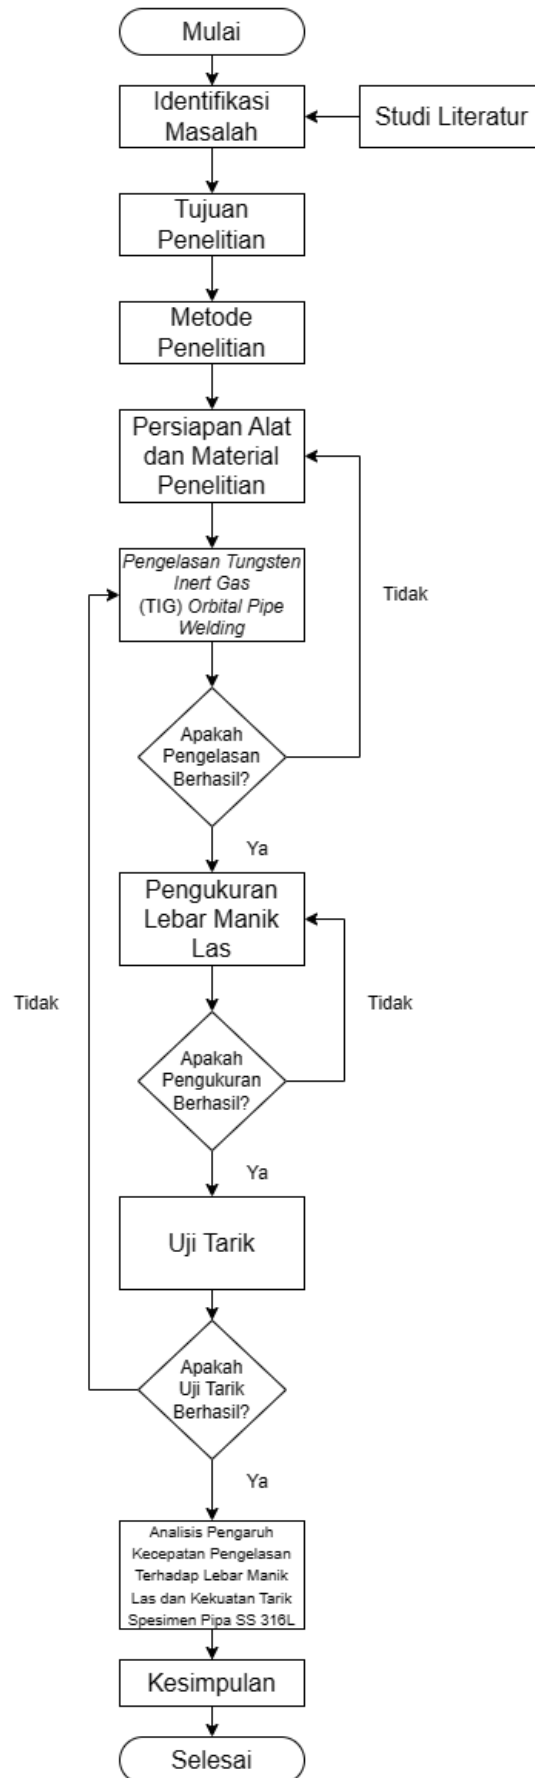 Mulai
Identifikasi
Masalah
Studi Literatur
Tujuan
Penelitian
Metode
Penelitian
Persiapan Alat
dan Material
Penelitian
Pengelasan Tungsten
Inert Gas
(TIG) Orbital Pipe
Welding
Tidak
Apakah
Pengelasan
Berhasil?
Ya
Pengukuran
Lebar Manik
Las
Tidak
Tidak
Apakah
Pengukuran
Berhasil?
Ya
Uji Tarik
Apakah
Uji Tarik
Berhasil?
Ya
Analisis Pengaruh
Kecepatan Pengelasan
Terhadap Lebar Manik
Las dan Kekuatan Tarik
Spesimen Pipa SS 316L
Kesimpulan
Selesai